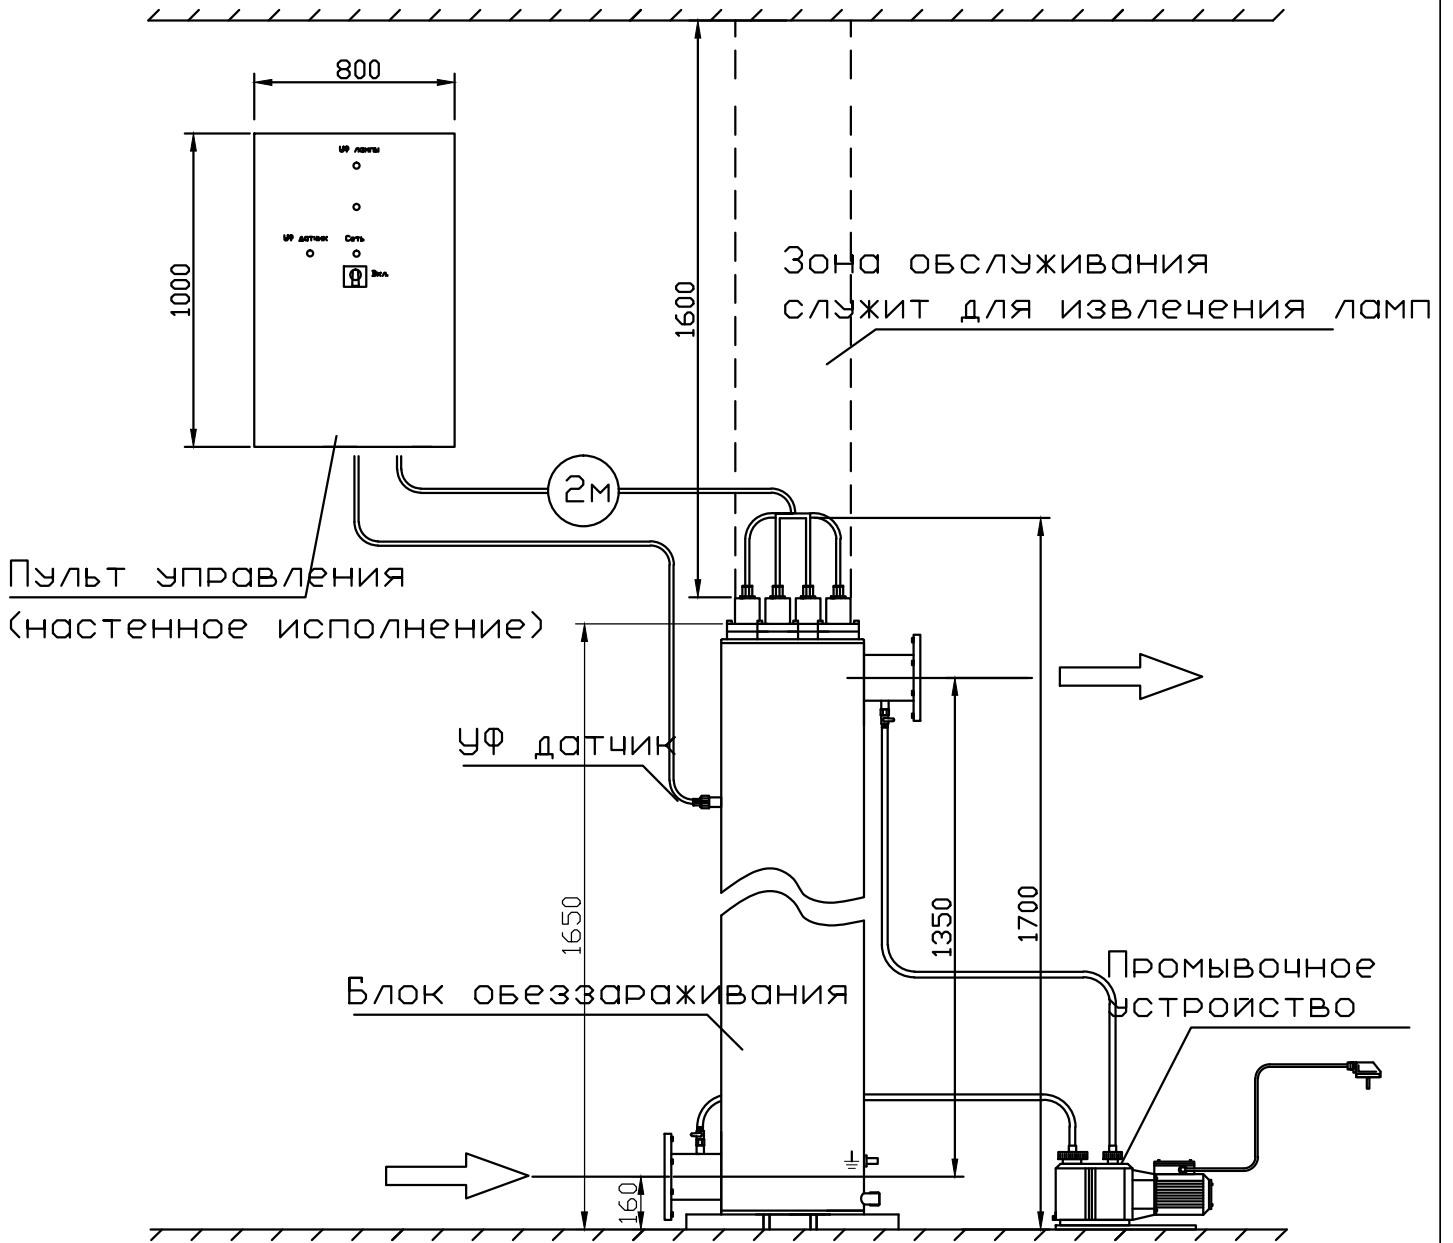 800
УФ лампы
УФ датчик
Сеть
Вкл.
1000
1600
Зона обслуживания
служит для извлечения ламп
2м
Пульт управления
(настенное исполнение)
УФ датчик
1650
1350
1700
Блок обеззараживания
Промывочное
устройство
160